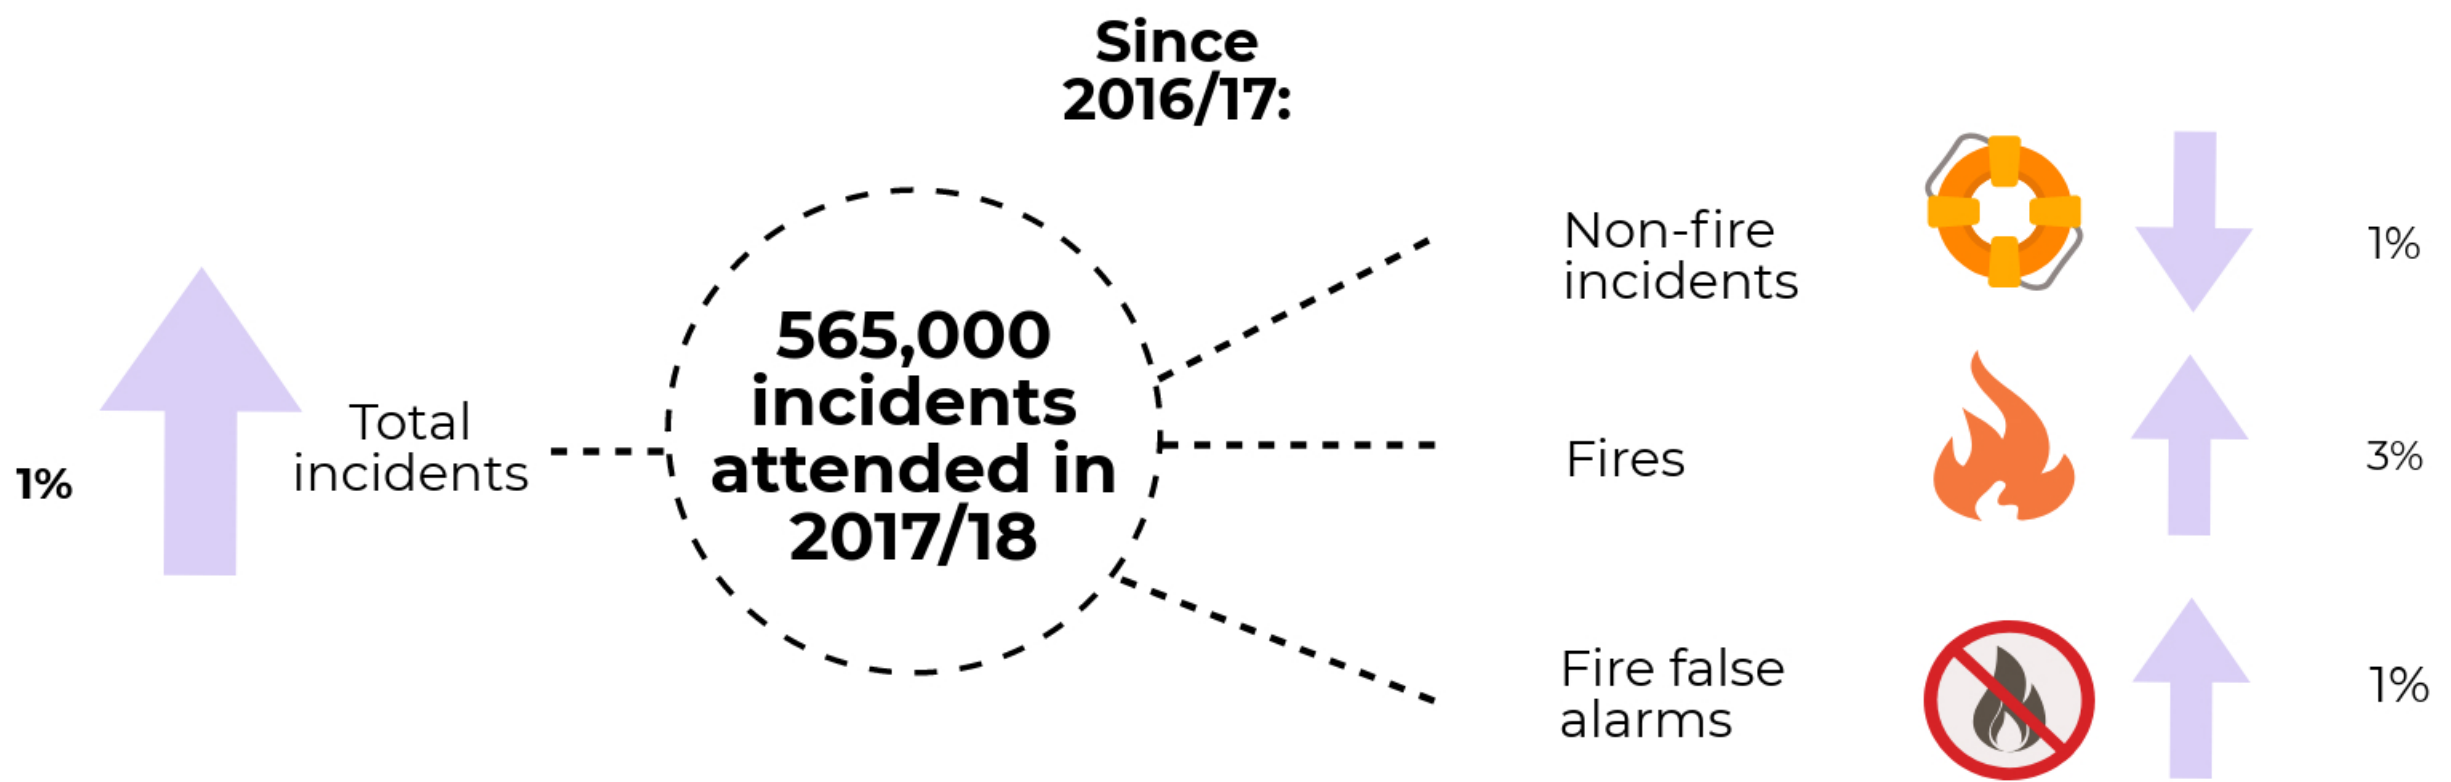 Since
2016/17:
1%
Total
incidents
565,000
incidents
attended in
2017/18
Non-fire
incidents
1%
Fires
3%
Fire false
alarms
1%